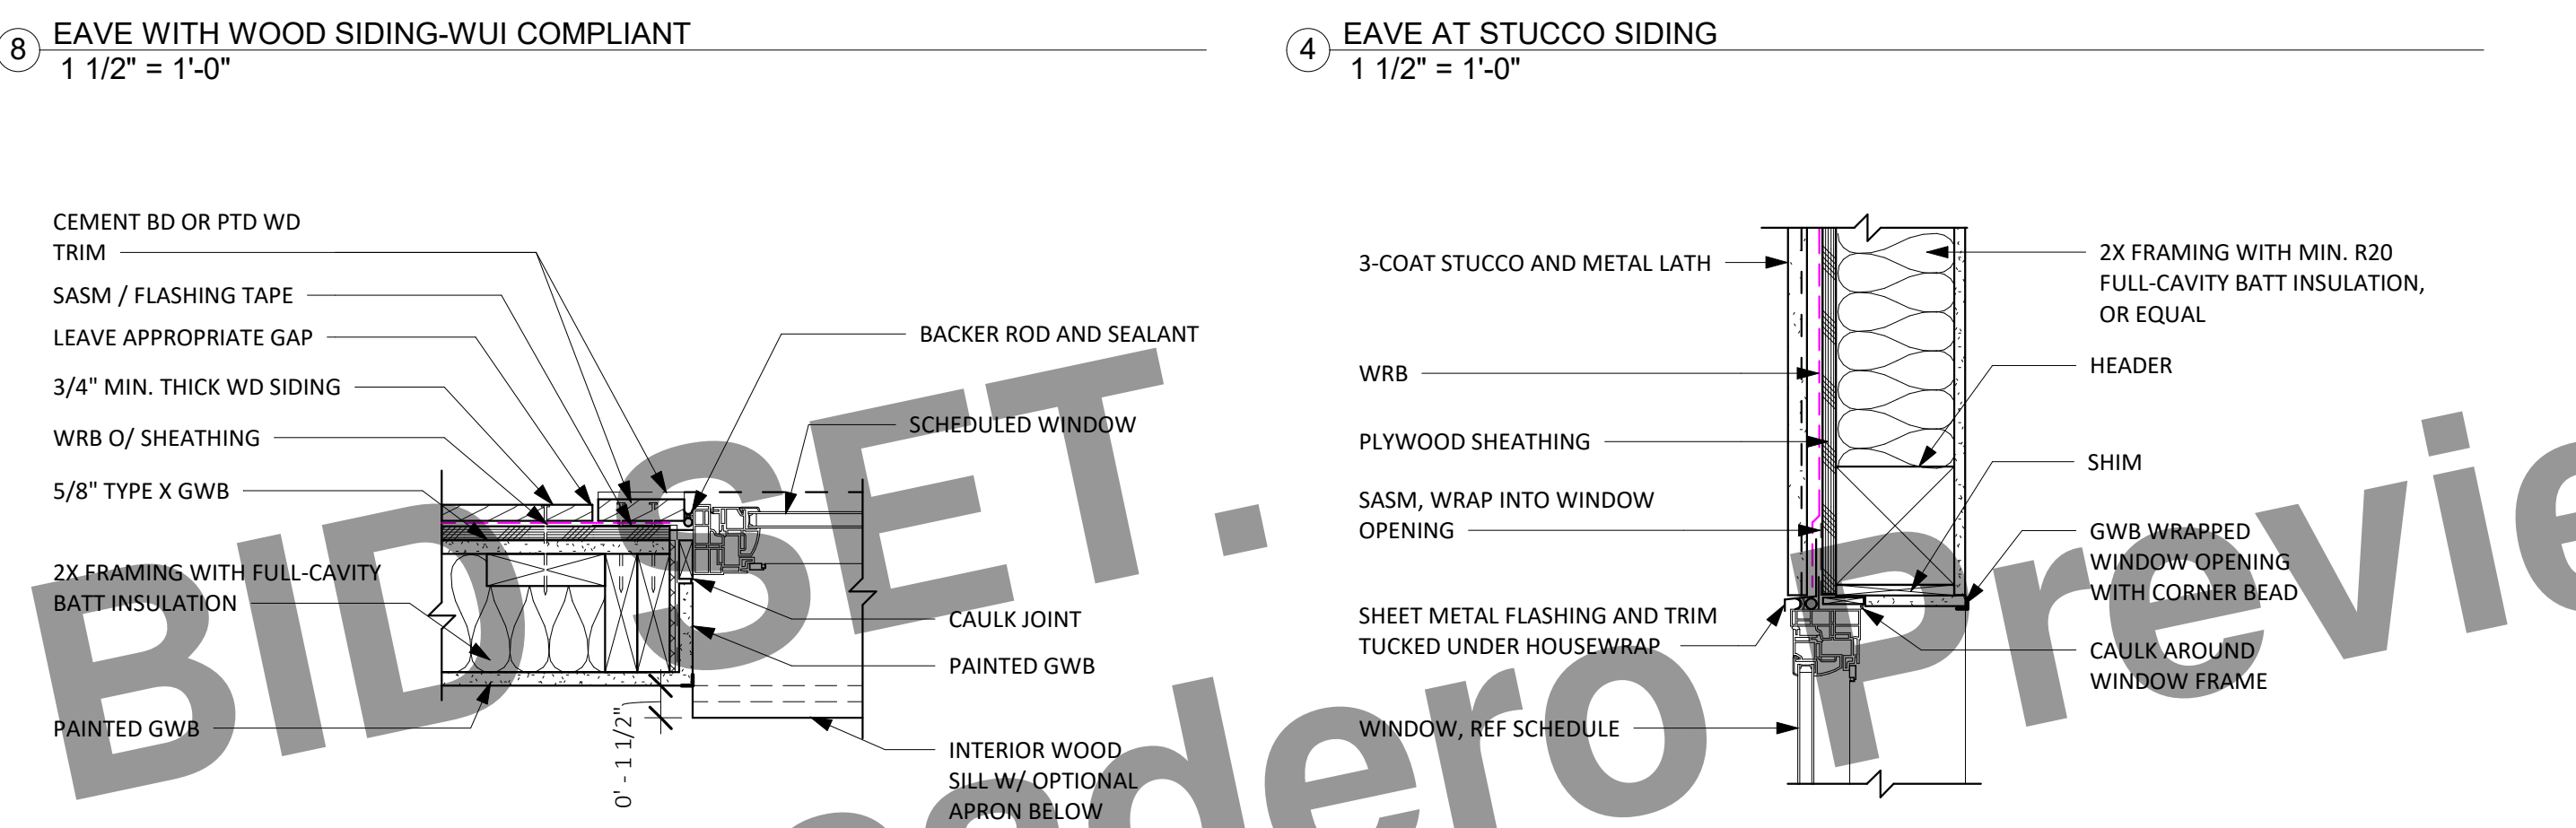 8
EAVE WITH WOOD SIDING-WUI COMPLIANT
1 1/2" = 1'-0"
4
EAVE AT STUCCO SIDING
1 1/2" = 1'-0"
CEMENT BD OR PTD WD
TRIM
SASM / FLASHING TAPE
LEAVE APPROPRIATE GAP
3/4" MIN. THICK WD SIDING
WRB O/ SHEATHING
5/8" TYPE X GWB
2X FRAMING WITH FULL-CAVITY
BATT INSULATION
PAINTED GWB
BACKER ROD AND SEALANT
SCHEDULED WINDOW
CAULK JOINT
PAINTED GWB
INTERIOR WOOD
SILL W/ OPTIONAL
APRON BELOW
0' - 1 1/2"
3-COAT STUCCO AND METAL LATH
WRB
PLYWOOD SHEATHING
SASM, WRAP INTO WINDOW
OPENING
SHEET METAL FLASHING AND TRIM
TUCKED UNDER HOUSEWRAP
WINDOW, REF SCHEDULE
2X FRAMING WITH MIN. R20
FULL-CAVITY BATT INSULATION,
OR EQUAL
HEADER
SHIM
GWB WRAPPED
WINDOW OPENING
WITH CORNER BEAD
CAULK AROUND
WINDOW FRAME
BID SET.